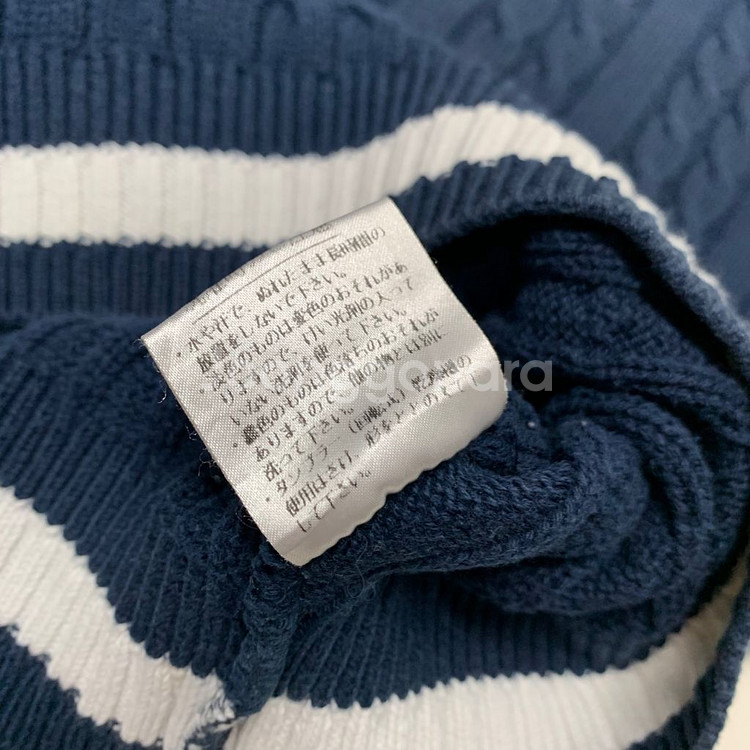 ・水や汗で、ぬれたまま長時間の
放置をしないで下さい。
・淡色のものは変色のおそれがあ
りますので、けい光剤の入って
いない洗剤を使って下さい。
・濃色のものは色落ちのおそれが
ありますので、他の物とは別に
洗って下さい。
・タンブラー(回転式)乾燥機の
使用はさけ、形をととのえて
して下さい。